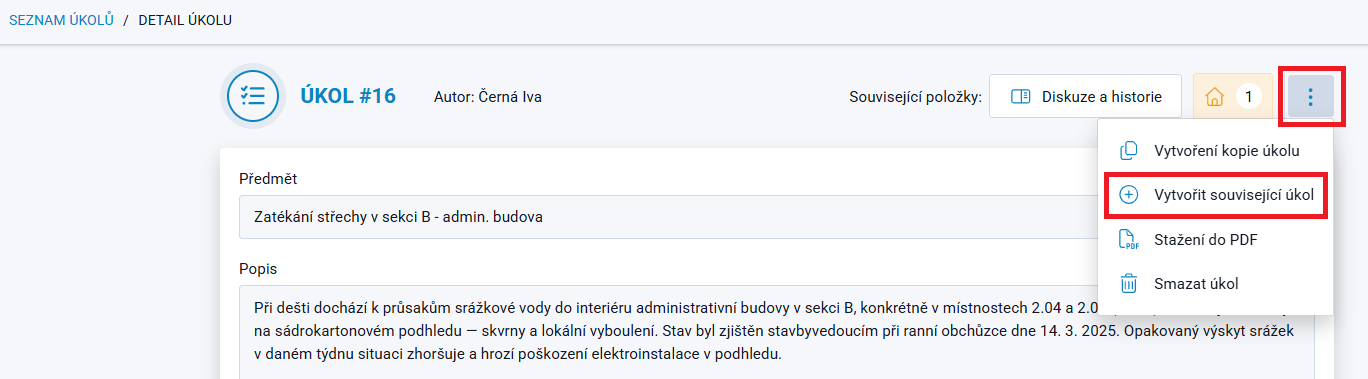 SEZNAM ÚKOLŮ / DETAIL ÚKOLU
ÚKOL #16 Autor: Černá Iva Související položky: Diskuze a historie 1
Vytvoření kopie úkolu
Vytvořit související úkol
Stažení do PDF
Smazat úkol
Předmět
Zatékání střechy v sekci B - admin. budova
Popis
Při dešti dochází k průsakům srážkové vody do interiéru administrativní budovy v sekci B, konkrétně v místnostech 2.04 a 2.0
na sádrokartonovém podhledu — skvrny a lokální vyboulení. Stav byl zjištěn stavbyvedoucím při ranní obchůzce dne 14. 3. 2025. Opakovaný výskyt srážek
v daném týdnu situaci zhoršuje a hrozí poškození elektroinstalace v podhledu.